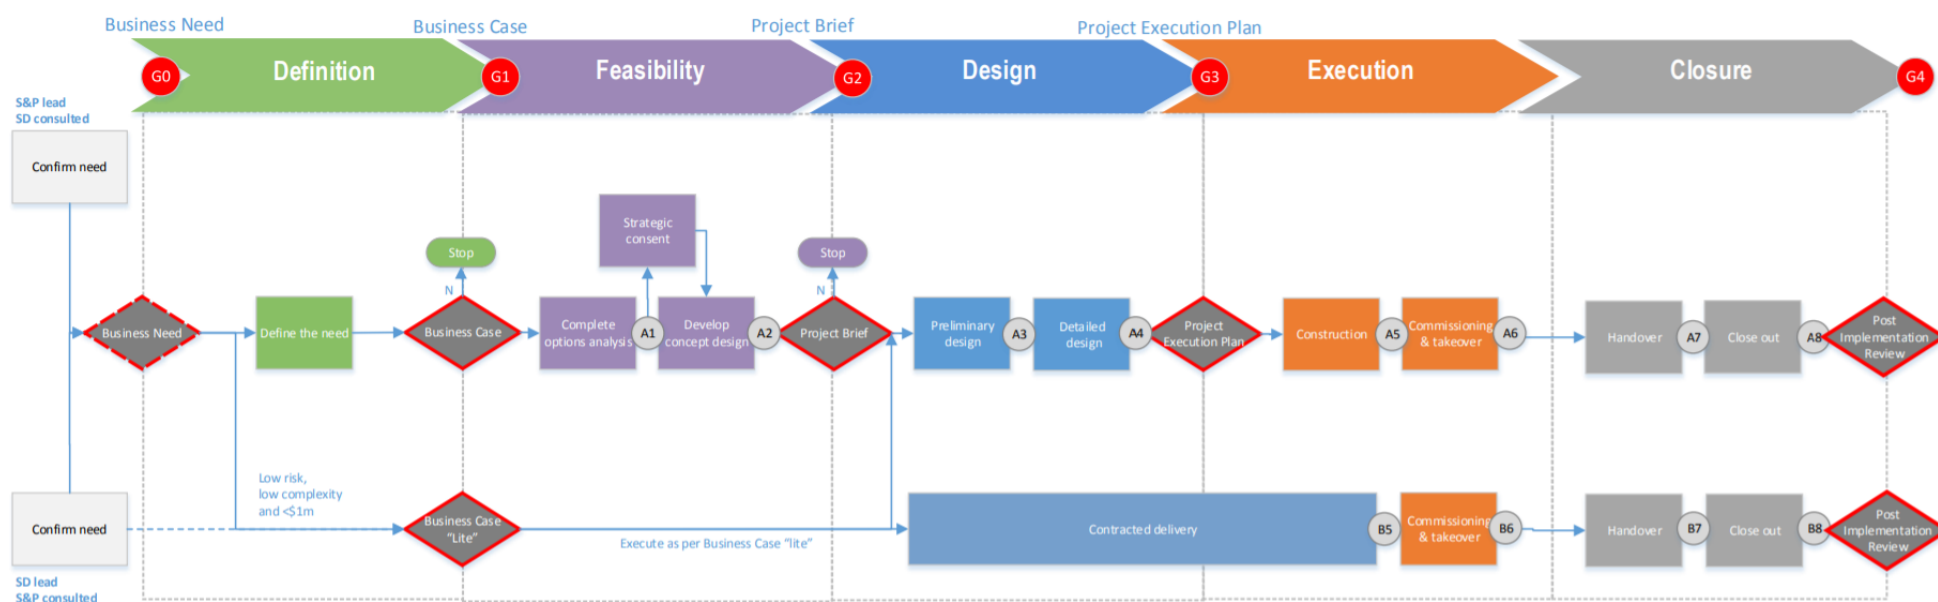 Business Need
Business Case
Project Brief
Project Execution Plan
G0
Definition
G1
Feasibility
G2
Design
G3
Execution
Closure
G4
S&P lead
SD consulted
Confirm need
Strategic
consent
Stop
Stop
N
N
Business Need
Define the need
Business Case
Complete
options analysis
A1
Develop
concept design
A2
Project Brief
Preliminary
design
A3
Detailed
design
A4
Project
Execution Plan
Construction
A5
Commissioning
& takeover
A6
Handover
A7
Close out
A8
Post
Implementation
Review
Low risk,
low complexity
and <$1m
Confirm need
Business Case
"Lite"
Execute as per Business Case "lite"
Contracted delivery
B5
Commissioning
& takeover
B6
Handover
B7
Close out
B8
Post
Implementation
Review
SD lead
S&P consulted